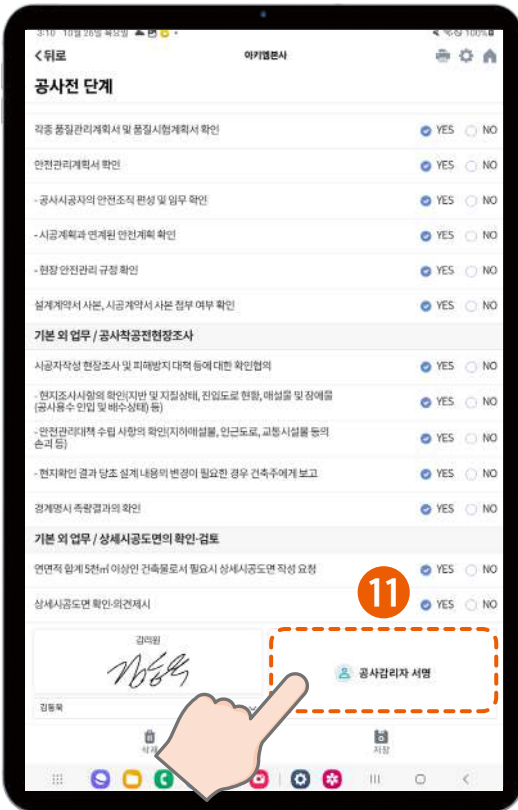 3:10 10월 26일 목요일
100%
뒤로
아키엠본사
공사전 단계
각종 품질관리계획서 및 품질시험계획서 확인
YES NO
안전관리계획서 확인
YES NO
- 공사시공자의 안전조직 편성 및 임무 확인
YES NO
- 시공계획과 연계된 안전계획 확인
YES NO
- 현장 안전관리 규정 확인
YES NO
설계계약서 사본, 시공계약서 사본 첨부 여부 확인
YES NO
기본 외 업무 / 공사착공전현장조사
시공자작성 현장조사 및 피해방지 대책 등에 대한 확인협의
YES NO
- 현지조사사항의 확인(지반 및 지질상태, 진입도로 현황, 매설물 및 장애물
(공사용수 인입 및 배수상태) 등)
YES NO
- 안전관리대책 수립 사항의 확인(지하매설물, 인근도로, 교통시설물 등의
손괴 등)
YES NO
- 현지확인 결과 당초 설계 내용의 변경이 필요한 경우 건축주에게 보고
YES NO
경계명시 측량결과의 확인
YES NO
기본 외 업무 / 상세시공도면의 확인·검토
연면적 합계 5천㎡ 이상인 건축물로서 필요시 상세시공도면 작성 요청
YES NO
11
상세시공도면 확인·의견제시
YES NO
감리원
공사감리자 서명
김동욱
삭제
저장